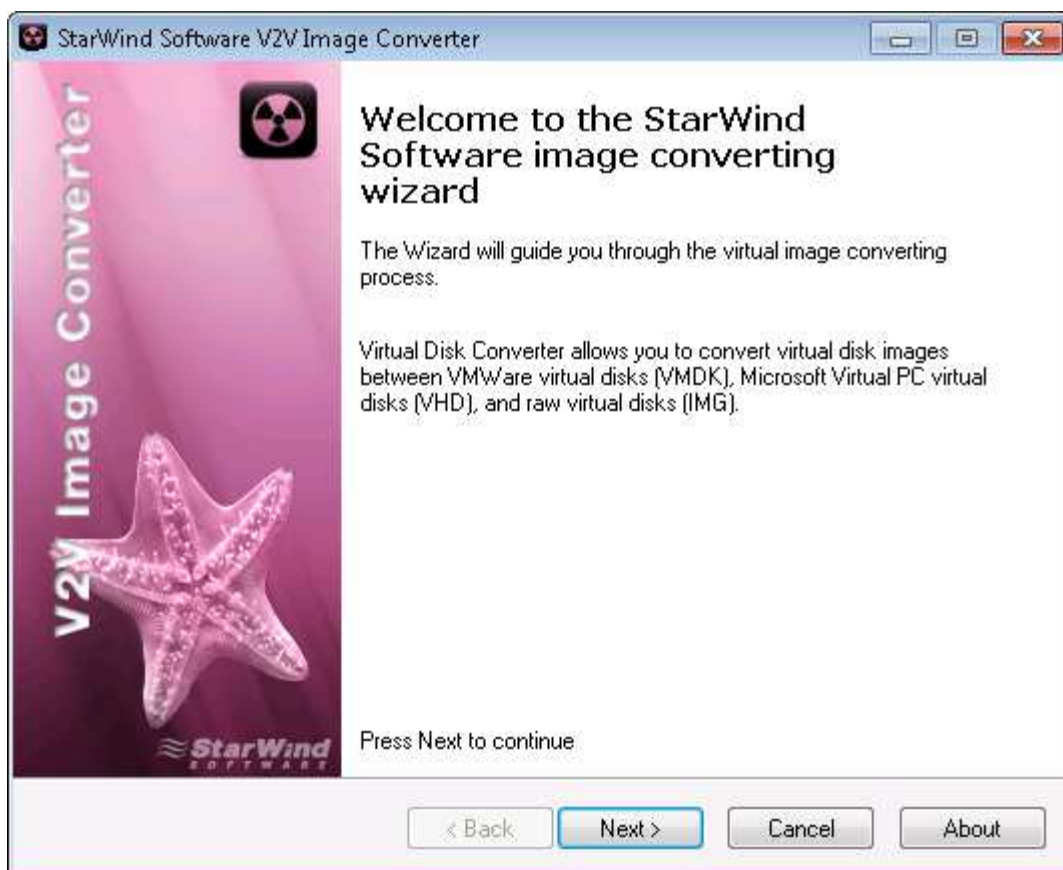 StarWind Software V2V Image Converter
V2V Image Converter
Welcome to the StarWind
Software image converting
wizard
The Wizard will guide you through the virtual image converting
process.
Virtual Disk Converter allows you to convert virtual disk images
between VMWare virtual disks (VMDK), Microsoft Virtual PC virtual
disks (VHD), and raw virtual disks (IMG).
StarWind
SOFTWARE
Press Next to continue
< Back Next > Cancel About